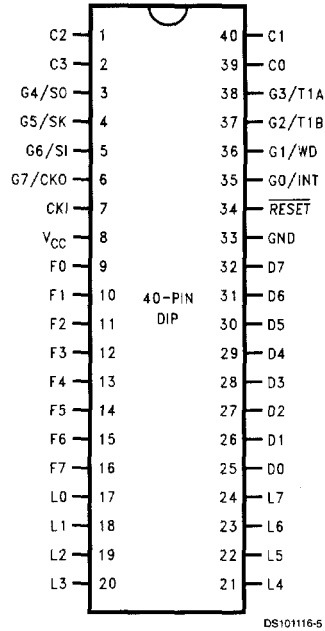 C2 1 40 C1
C3 2 39 C0
G4/SO 3 38 G3/T1A
G5/SK 4 37 G2/T1B
G6/SI 5 36 G1/WD
G7/CKO 6 35 G0/INT
CKI 7 34 RESET
VCC 8 33 GND
F0 9 32 D7
F1 10 31 D6
40-PIN
F2 11 30 D5
DIP
F3 12 29 D4
F4 13 28 D3
F5 14 27 D2
F6 15 26 D1
F7 16 25 D0
L0 17 24 L7
L1 18 23 L6
L2 19 22 L5
L3 20 21 L4
DS101116-5